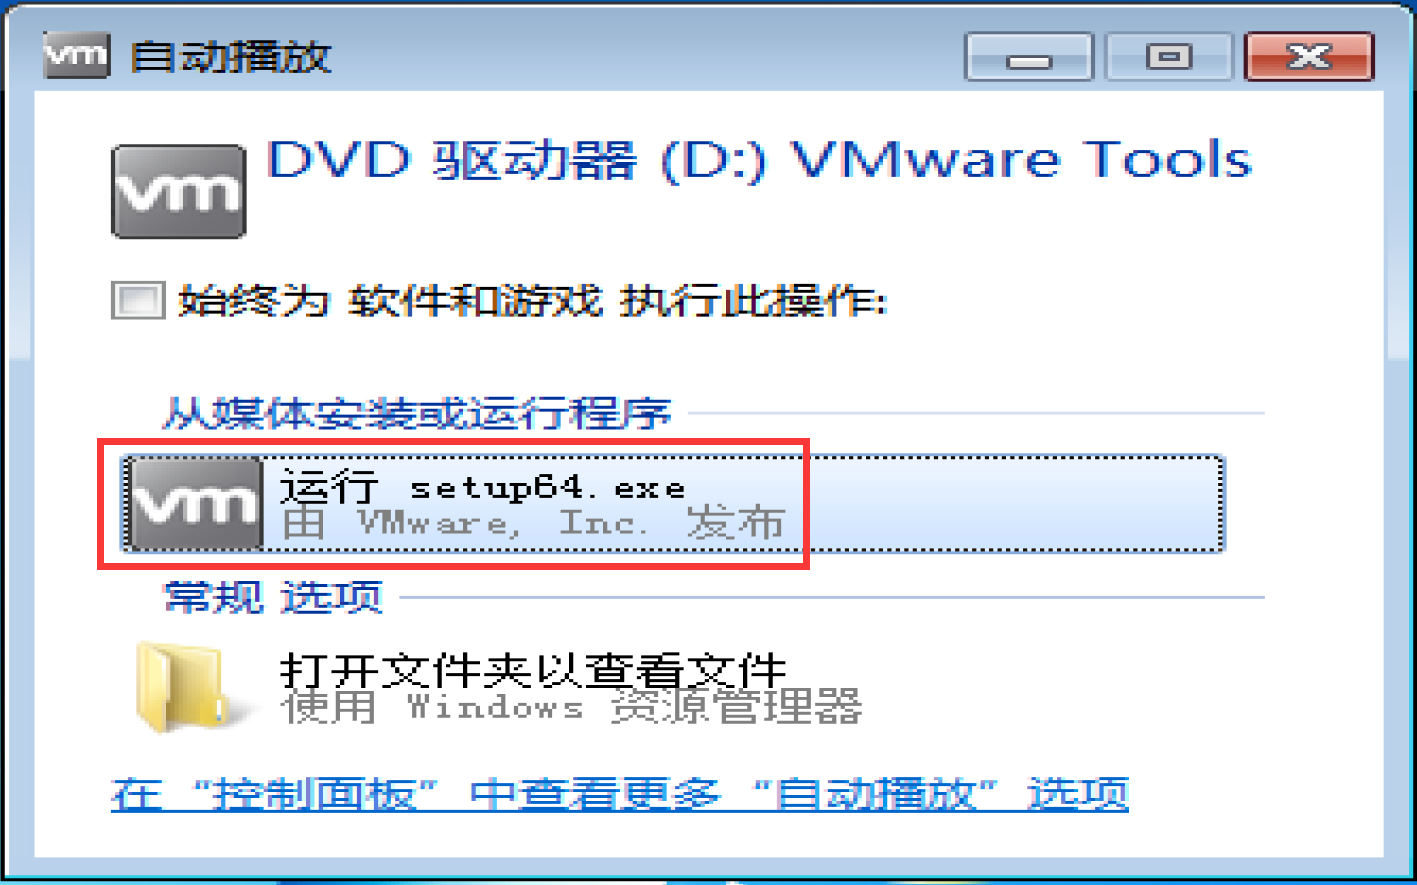 vm 自动播放
vm DVD 驱动器 (D:) VMware Tools
始终为 软件和游戏 执行此操作:
从媒体安装或运行程序
vm 运行 setup64.exe
由 VMware, Inc. 发布
常规 选项
打开文件夹以查看文件
使用 Windows 资源管理器
在“控制面板”中查看更多“自动播放”选项